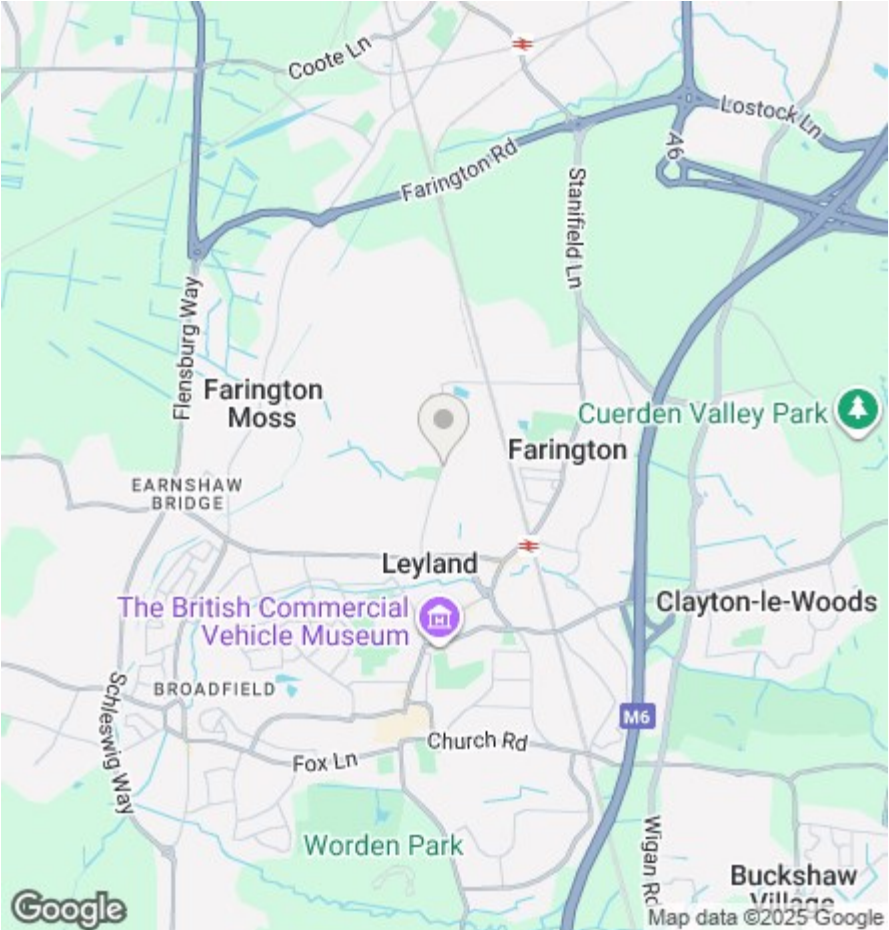 Coote Ln
Lostock Ln
A6
Farington Rd
Stanifield Ln
Flensburg Way
Farington
Moss
Cuerden Valley Park
Farington
EARNSHAW
BRIDGE
Leyland
The British Commercial
Vehicle Museum
Clayton-le-Woods
BROADFIELD
Schleswig Way
M6
Church Rd
Fox Ln
Worden Park
Wigan Rd
Buckshaw
Village
Google
Map data ©2025 Google